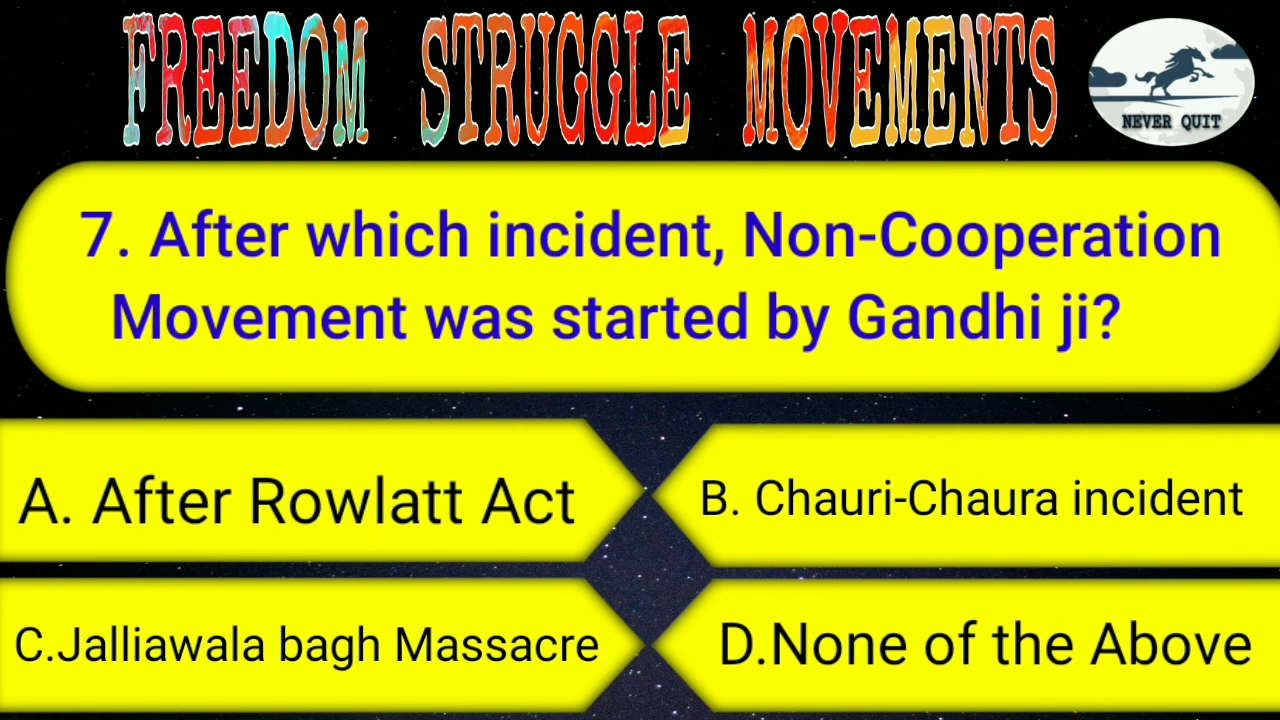 FREEDOM STRUGGLE MOVEMENTS
NEVER QUIT
7. After which incident, Non-Cooperation
Movement was started by Gandhi ji?
A. After Rowlatt Act
B. Chauri-Chaura incident
C.Jalliawala bagh Massacre
D.None of the Above